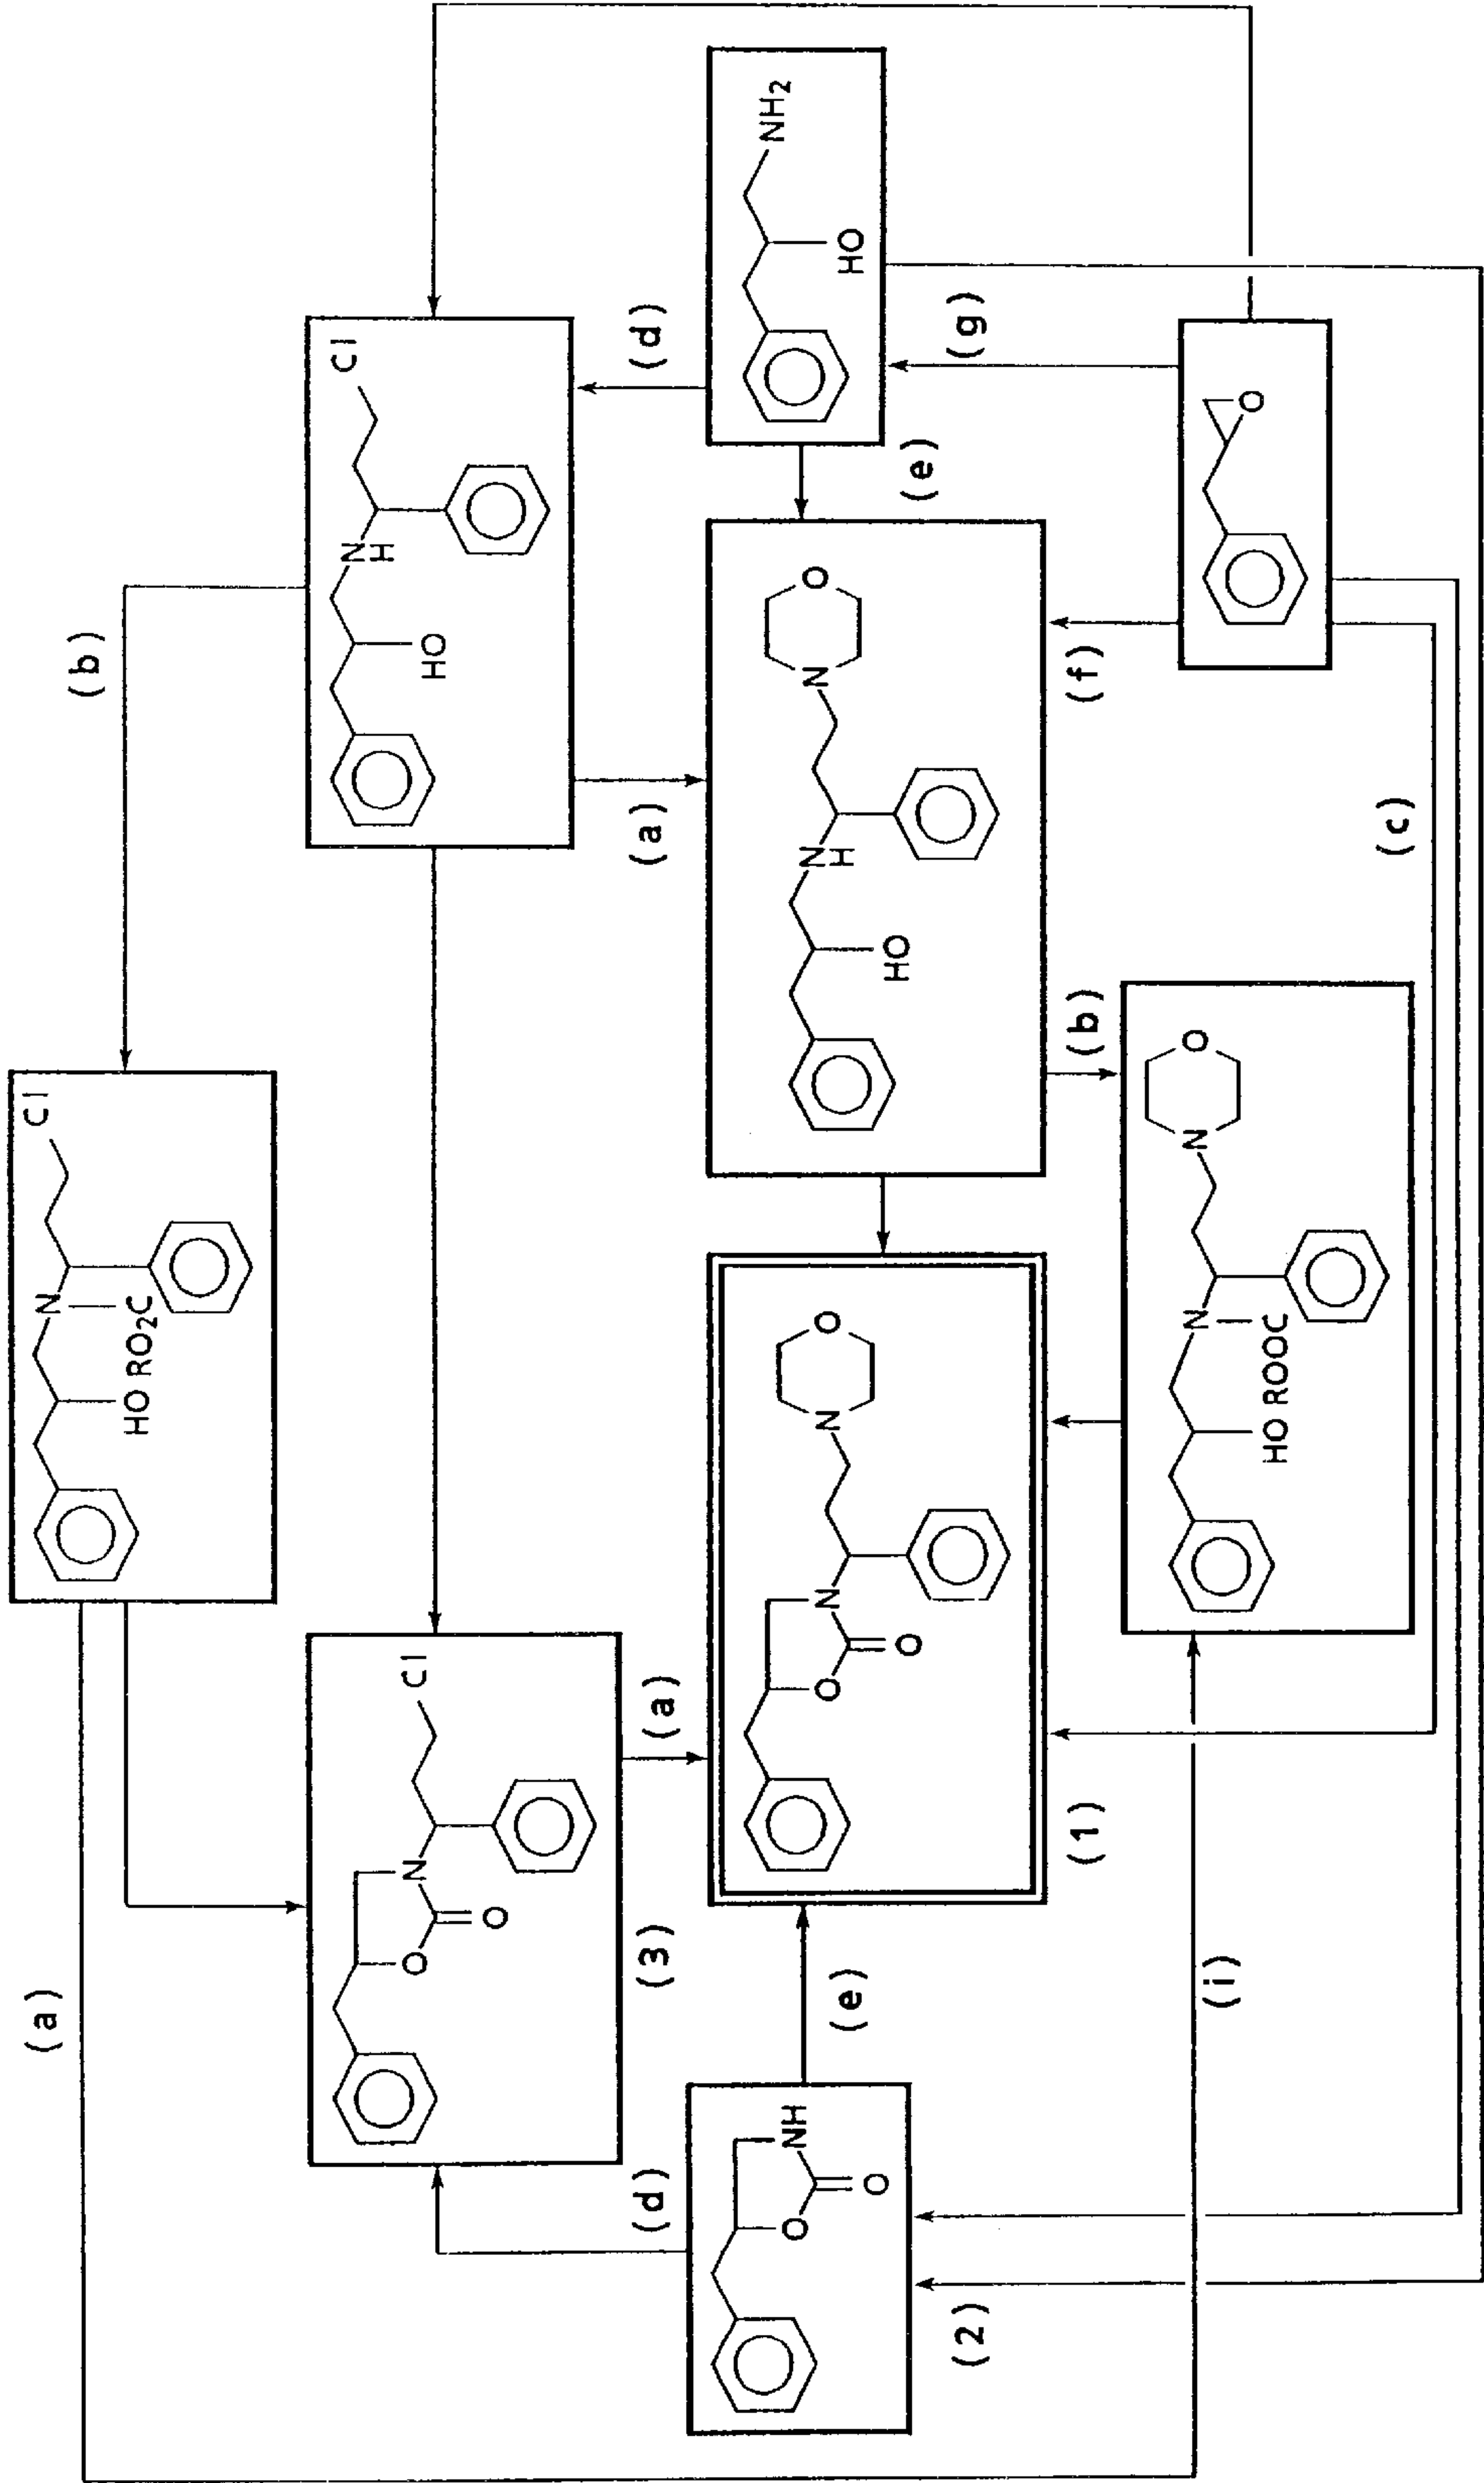 (a)
N
Cl
HO RO2C
(b)
O
N
Cl
O
N
H
Cl
HO
(d)
(3)
(a)
(a)
(d)
O
NH
O
(e)
O
N
N
O
O
N
H
N
O
HO
NH2
HO
(e)
(g)
(2)
(1)
(b)
(f)
N
N
O
HO ROOC
O
(i)
(c)